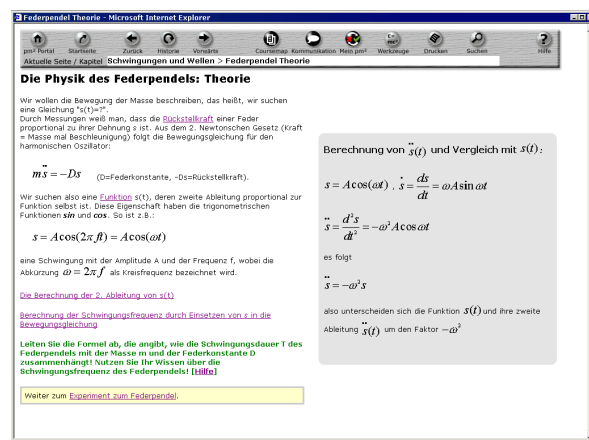 Federpendel Theorie - Microsoft Internet Explorer
pm² Portal Startseite Zurück Historie Vorwärts Coursemap Kommunikation Mein pm² Werkzeuge Drucken Suchen Hilfe
Aktuelle Seite / Kapitel Schwingungen und Wellen > Federpendel Theorie
Die Physik des Federpendels: Theorie
Wir wollen die Bewegung der Masse beschreiben, das heißt, wir suchen
eine Gleichung "s(t)=?".
Durch Messungen weiß man, dass die Rückstellkraft einer Feder
proportional zu ihrer Dehnung s ist. Aus dem 2. Newtonschen Gesetz (Kraft
= Masse mal Beschleunigung) folgt die Bewegungsgleichung für den
harmonischen Oszillator:
m s̈ = −Ds (D=Federkonstante, -Ds=Rückstellkraft).
Wir suchen also eine Funktion s(t), deren zweite Ableitung proportional zur
Funktion selbst ist. Diese Eigenschaft haben die trigonometrischen
Funktionen sin und cos. So ist z.B.:
s = A cos(2π ft) = A cos(ωt)
eine Schwingung mit der Amplitude A und der Frequenz f, wobei die
Abkürzung ω = 2π f als Kreisfrequenz bezeichnet wird.
Die Berechnung der 2. Ableitung von s(t)
Berechnung der Schwingungsfrequenz durch Einsetzen von s in die
Bewegungsgleichung
Leiten Sie die Formel ab, die angibt, wie die Schwingungsdauer T des
Federpendels mit der Masse m und der Federkonstante D
zusammenhängt! Nutzen Sie Ihr Wissen über die
Schwingungsfrequenz des Federpendels! [Hilfe]
Weiter zum Experiment zum Federpendel.
Berechnung von s̈(t) und Vergleich mit s(t):
s = A cos(ωt) , ṡ = ds/dt = ωA sin ωt
s̈ = d²s/dt² = −ω²A cos ωt
es folgt
s̈ = −ω²s
also unterscheiden sich die Funktion s(t) und ihre zweite
Ableitung s̈(t) um den Faktor −ω²